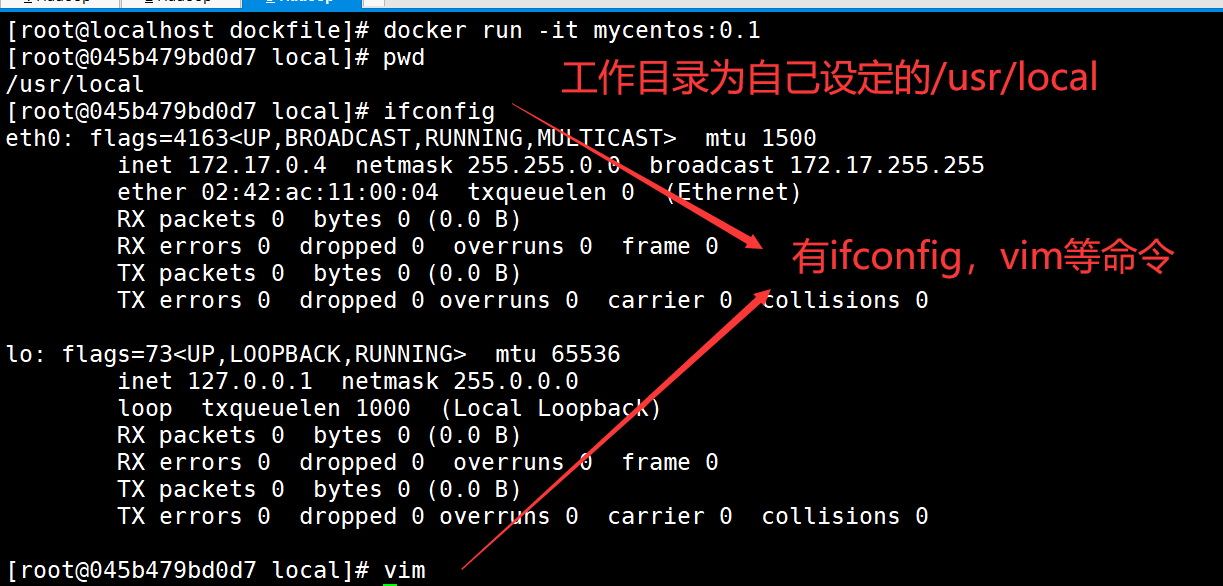 [root@localhost dockfile]# docker run -it mycentos:0.1
[root@045b479bd0d7 local]# pwd
工作目录为自己设定的/usr/local
/usr/local
[root@045b479bd0d7 local]# ifconfig
eth0: flags=4163<UP,BROADCAST,RUNNING,MULTICAST>  mtu 1500
        inet 172.17.0.4  netmask 255.255.0.0  broadcast 172.17.255.255
        ether 02:42:ac:11:00:04  txqueuelen 0  (Ethernet)
        RX packets 0  bytes 0 (0.0 B)
        RX errors 0  dropped 0  overruns 0  frame 0
有ifconfig，vim等命令
        TX packets 0  bytes 0 (0.0 B)
        TX errors 0  dropped 0 overruns 0  carrier 0  collisions 0
lo: flags=73<UP,LOOPBACK,RUNNING>  mtu 65536
        inet 127.0.0.1  netmask 255.0.0.0
        loop  txqueuelen 1000  (Local Loopback)
        RX packets 0  bytes 0 (0.0 B)
        RX errors 0  dropped 0  overruns 0  frame 0
        TX packets 0  bytes 0 (0.0 B)
        TX errors 0  dropped 0 overruns 0  carrier 0  collisions 0
[root@045b479bd0d7 local]# vim